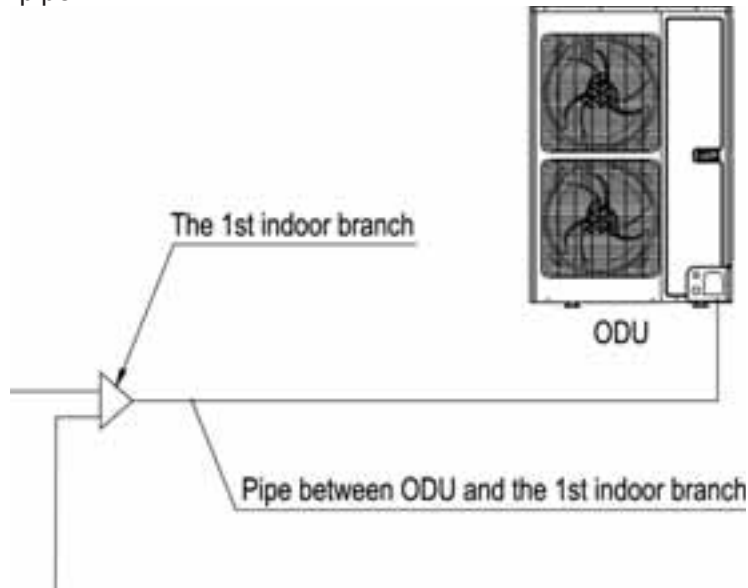 The 1st indoor branch
ODU
Pipe between ODU and the 1st indoor branch